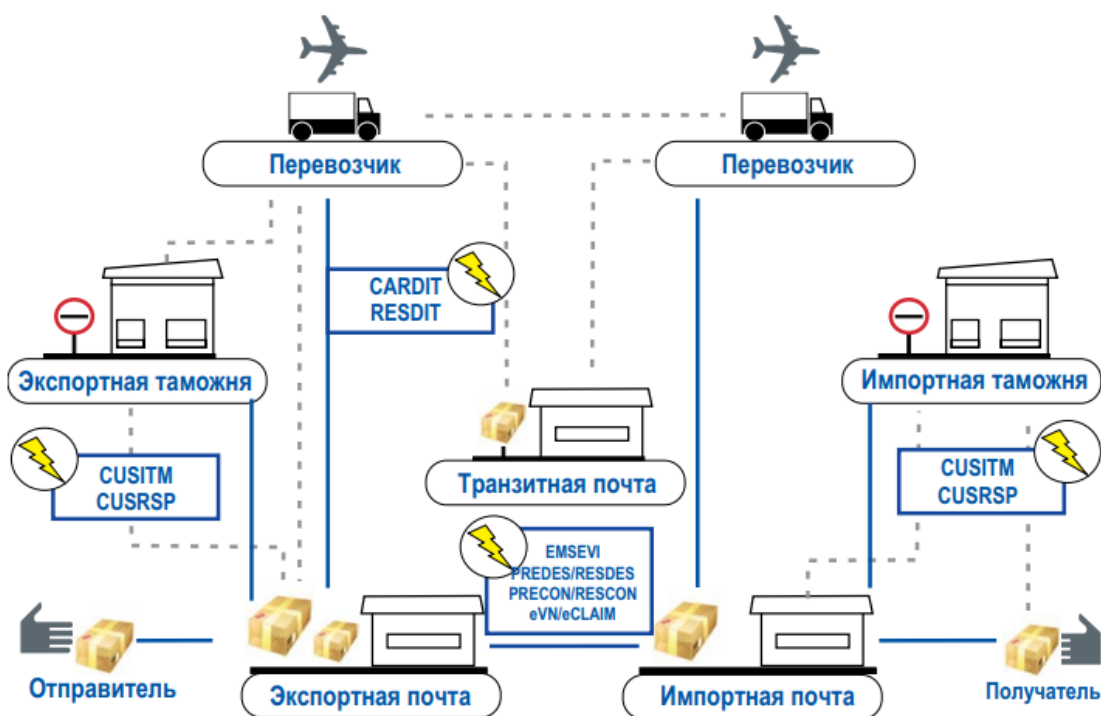 Перевозчик
Перевозчик
CARDIT
RESDIT
Экспортная таможня
Импортная таможня
CUSITM
CUSRSP
Транзитная почта
CUSITM
CUSRSP
EMSEVI
PREDES/RESDES
PRECON/RESCON
eVN/eCLAIM
Отправитель
Экспортная почта
Импортная почта
Получатель